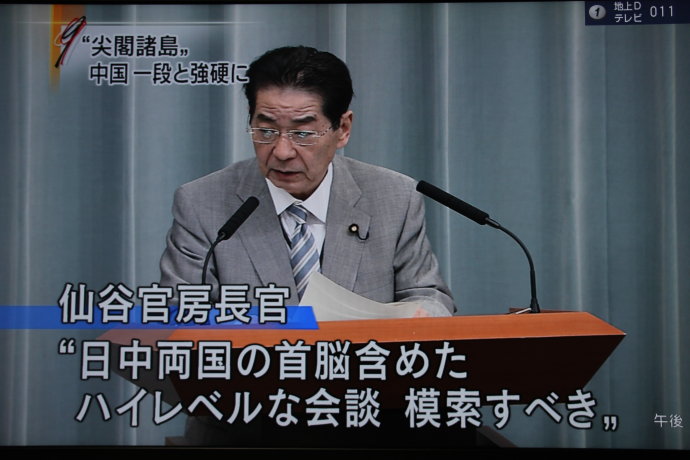 ❶ 地上D
テレビ 011
9
“尖閣諸島„
中国 一段と強硬に
仙谷官房長官
“日中両国の首脳含めた
ハイレベルな会談 模索すべき„
午後